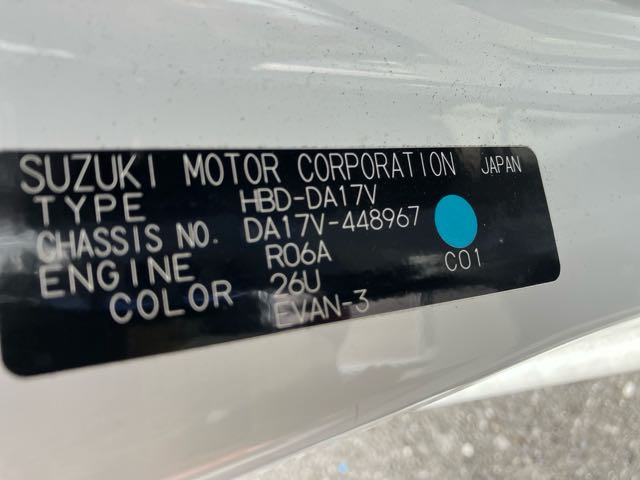 SUZUKI MOTOR CORPORATION JAPAN
TYPE HBD-DA17V
CHASSIS NO. DA17V-448967
ENGINE R06A C01
COLOR 26U
EVAN-3